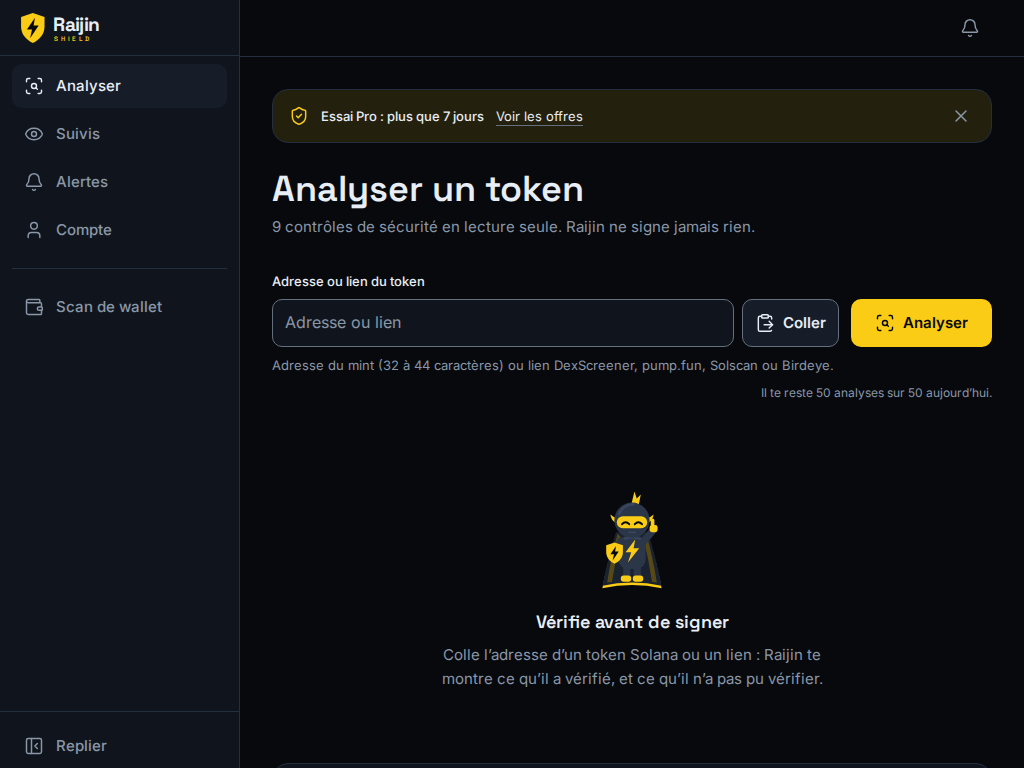 Raijin
SHIELD
Analyser
Suivis
Alertes
Compte
Scan de wallet
Replier
Essai Pro : plus que 7 jours Voir les offres
Analyser un token
9 contrôles de sécurité en lecture seule. Raijin ne signe jamais rien.
Adresse ou lien du token
Adresse ou lien
Coller
Analyser
Adresse du mint (32 à 44 caractères) ou lien DexScreener, pump.fun, Solscan ou Birdeye.
Il te reste 50 analyses sur 50 aujourd’hui.
Vérifie avant de signer
Colle l’adresse d’un token Solana ou un lien : Raijin te
montre ce qu’il a vérifié, et ce qu’il n’a pas pu vérifier.